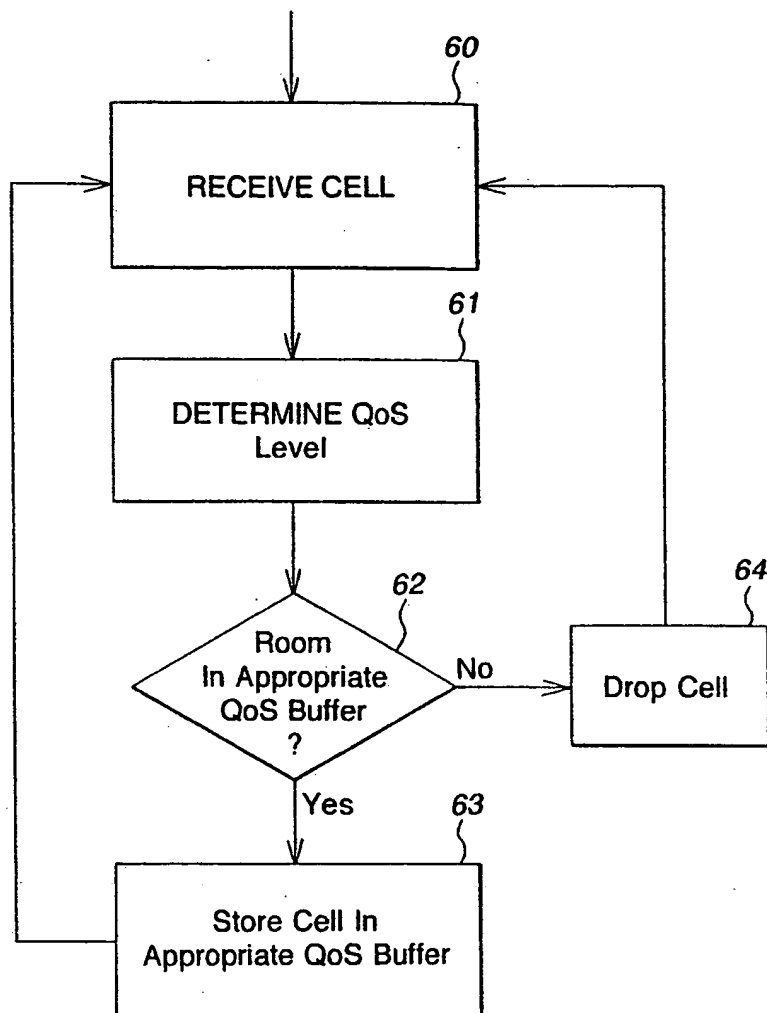 60
RECEIVE CELL
61
DETERMINE QoS
Level
62
Room
In Appropriate
QoS Buffer
?
No
64
Drop Cell
Yes
63
Store Cell In
Appropriate QoS Buffer